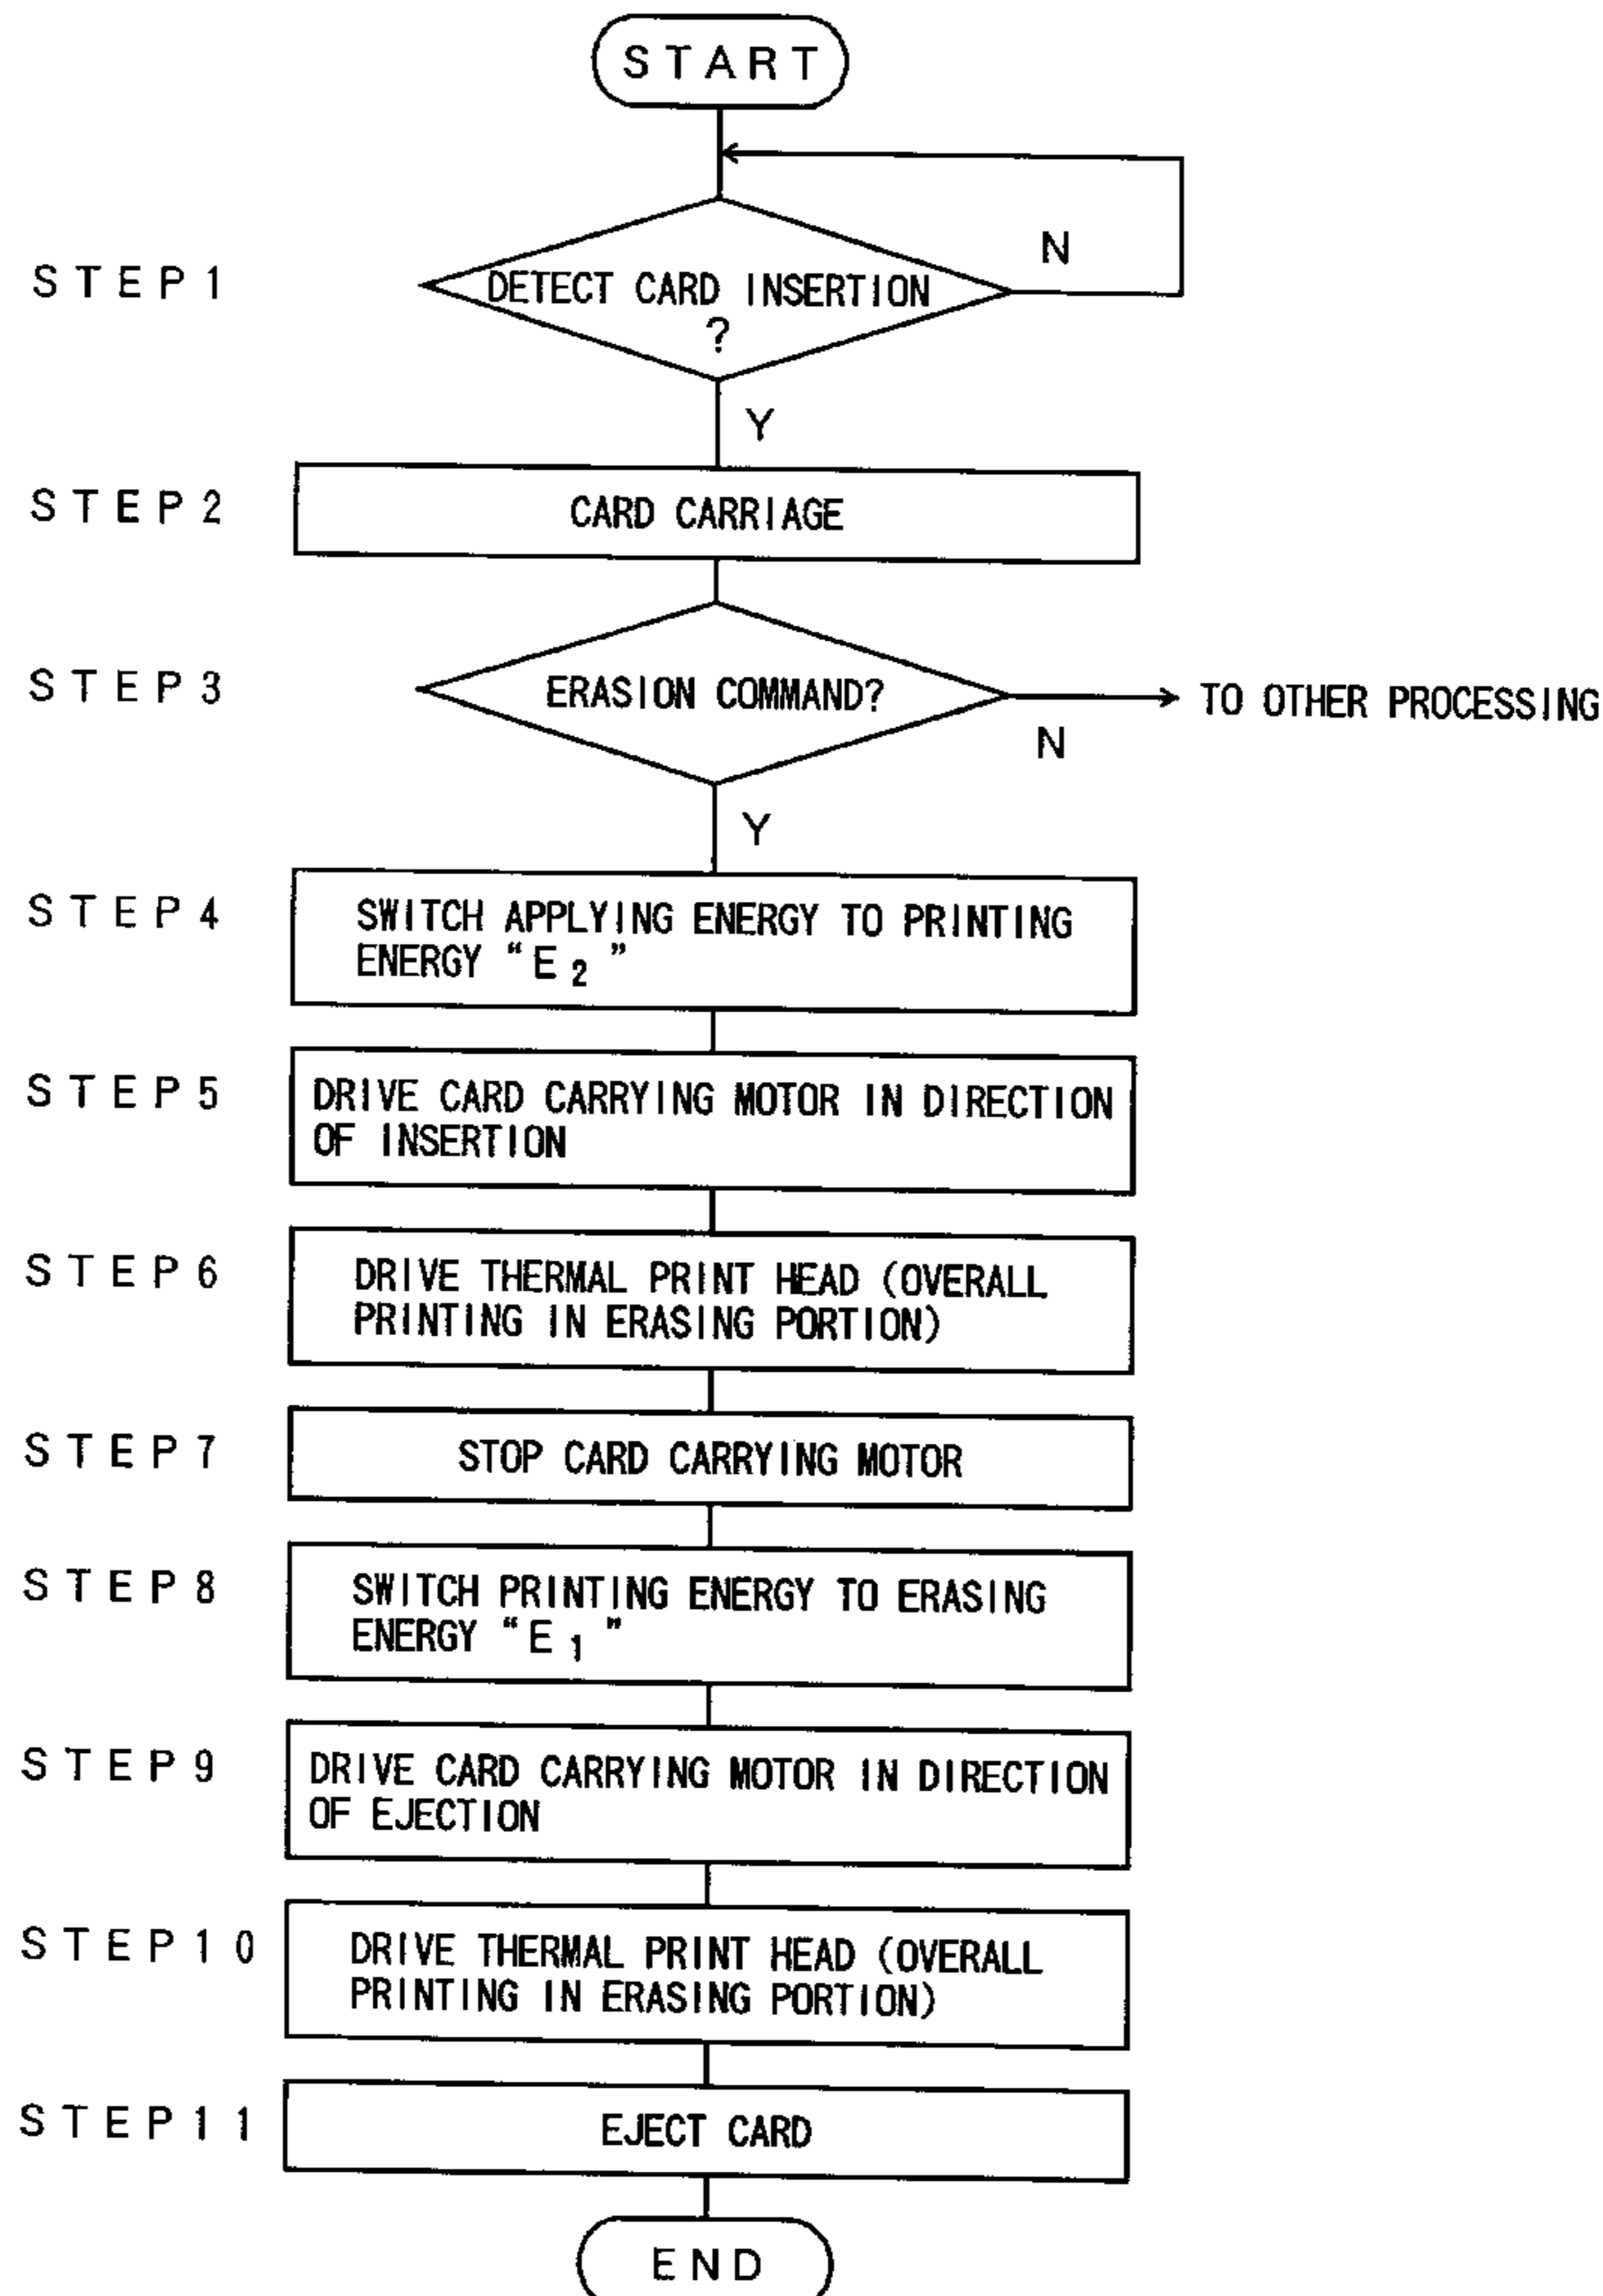 START
N
STEP1
DETECT CARD INSERTION
?
Y
STEP2
CARD CARRIAGE
STEP3
ERASION COMMAND?
TO OTHER PROCESSING
N
Y
STEP4
SWITCH APPLYING ENERGY TO PRINTING
ENERGY “E₂”
STEP5
DRIVE CARD CARRYING MOTOR IN DIRECTION
OF INSERTION
STEP6
DRIVE THERMAL PRINT HEAD (OVERALL
PRINTING IN ERASING PORTION)
STEP7
STOP CARD CARRYING MOTOR
STEP8
SWITCH PRINTING ENERGY TO ERASING
ENERGY “E₁”
STEP9
DRIVE CARD CARRYING MOTOR IN DIRECTION
OF EJECTION
STEP10
DRIVE THERMAL PRINT HEAD (OVERALL
PRINTING IN ERASING PORTION)
STEP11
EJECT CARD
END